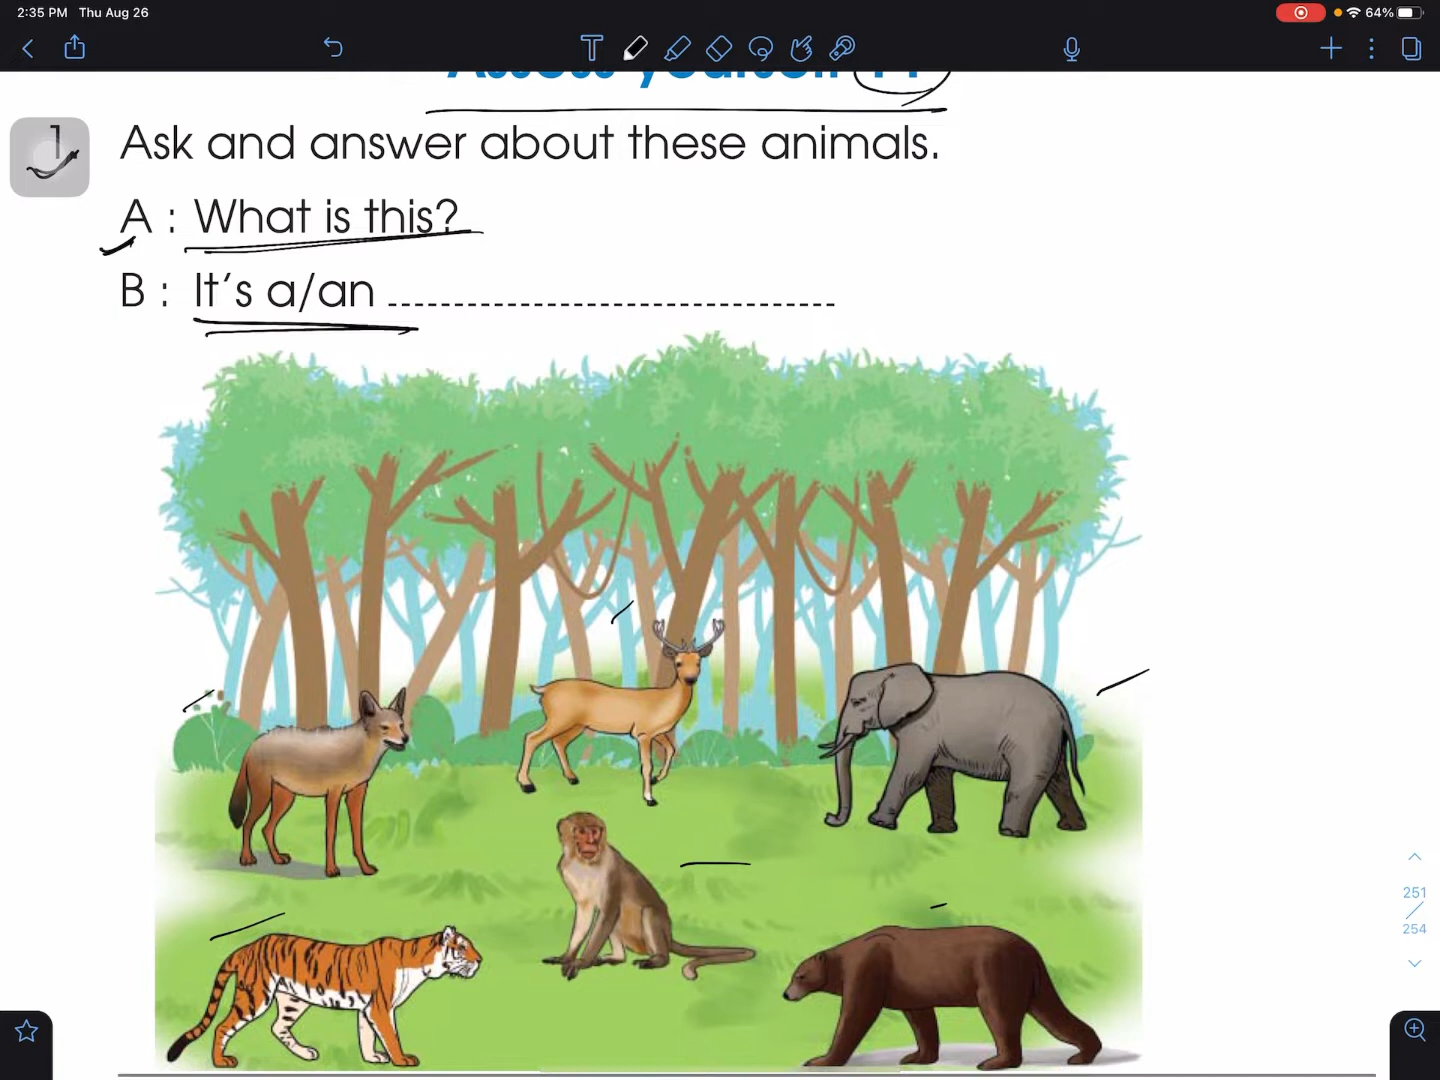 2:35 PM Thu Aug 26
64%
1
Ask and answer about these animals.
A : What is this?
B : It's a/an
251
254